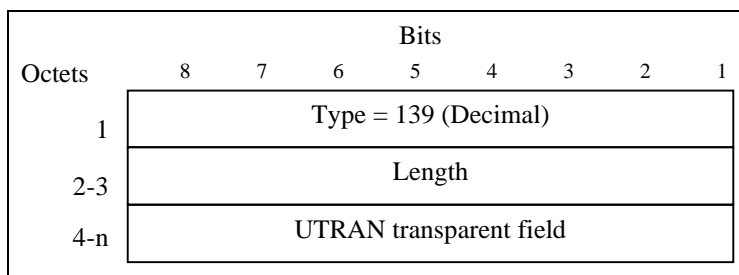 Bits
Octets 8 7 6 5 4 3 2 1
1 Type = 139 (Decimal)
2-3 Length
4-n UTRAN transparent field